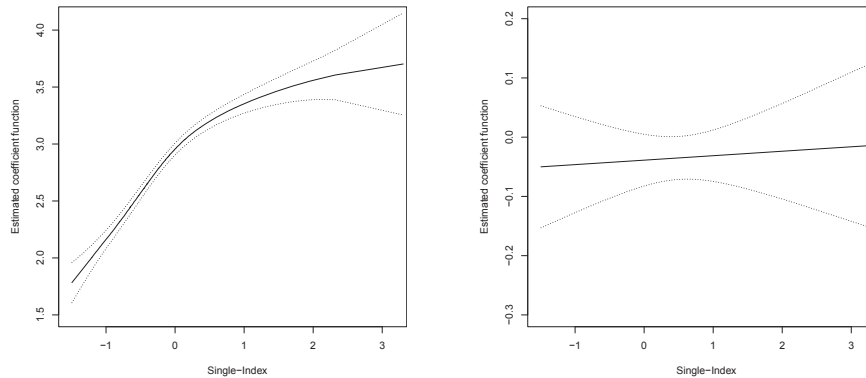 Estimated coefficient function
4.0
3.5
3.0
2.5
2.0
1.5
−1 0 1 2 3
Single−Index
Estimated coefficient function
0.2
0.1
0.0
−0.1
−0.2
−0.3
−1 0 1 2 3
Single−Index